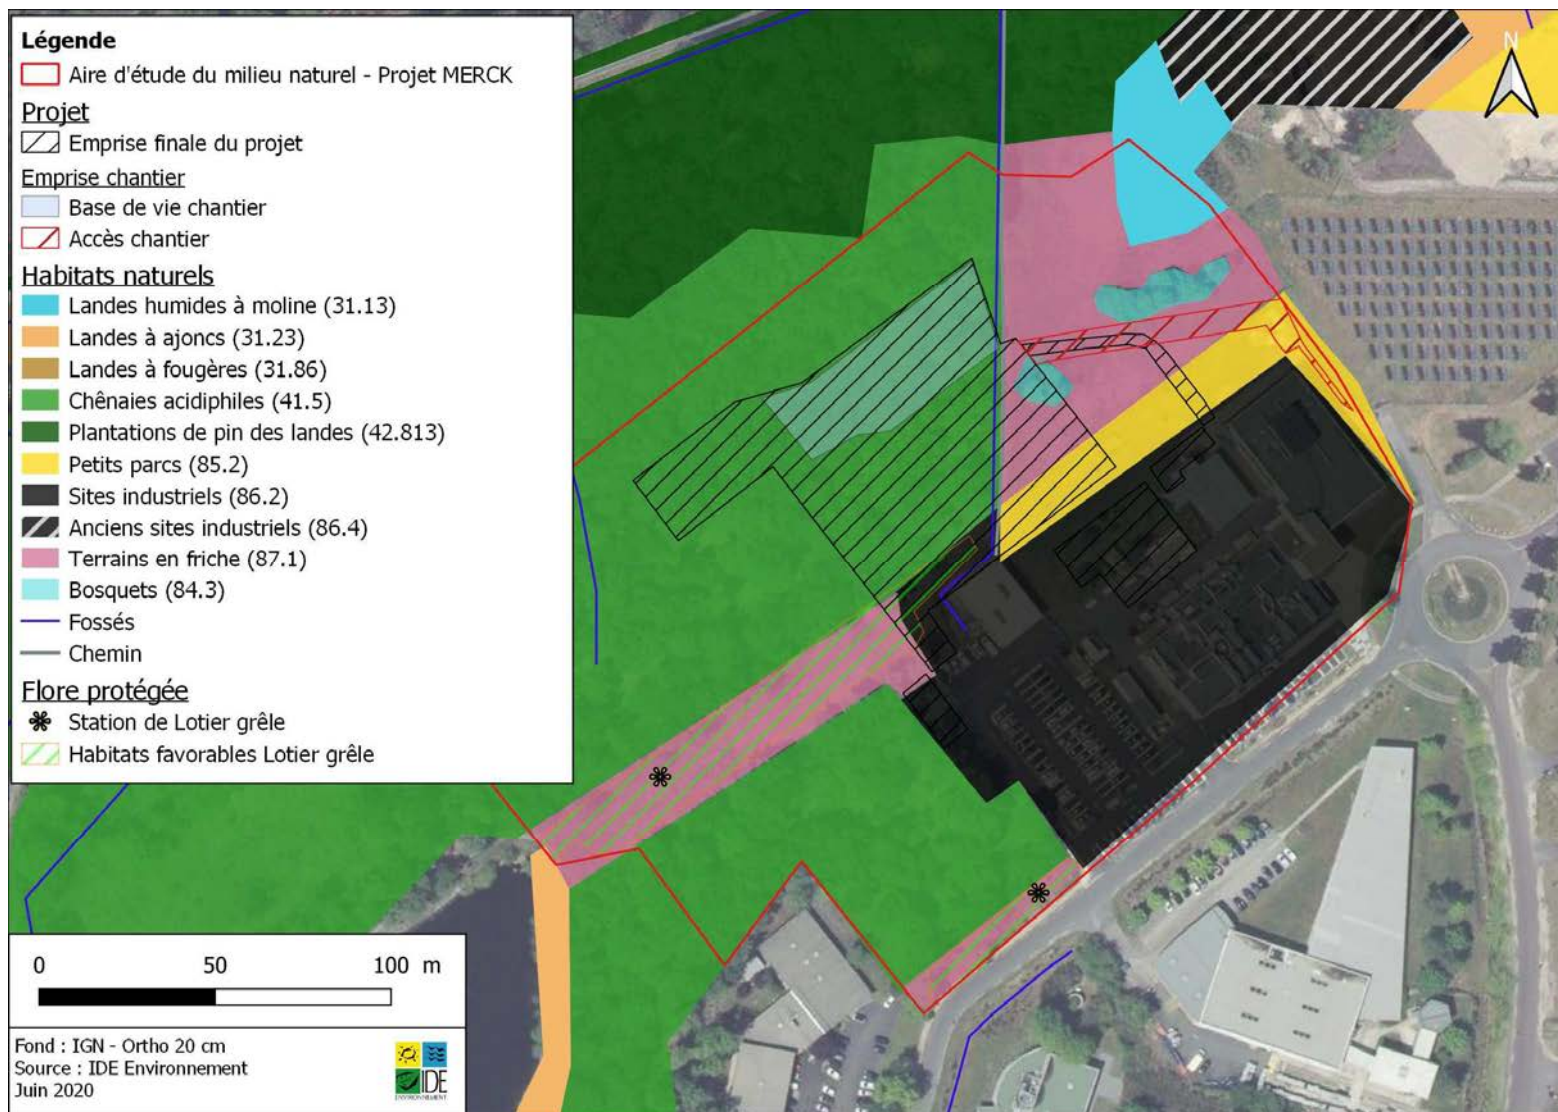 Légende
Aire d'étude du milieu naturel - Projet MERCK
Projet
Emprise finale du projet
Emprise chantier
Base de vie chantier
Accès chantier
Habitats naturels
Landes humides à moline (31.13)
Landes à ajoncs (31.23)
Landes à fougères (31.86)
Chênaies acidiphiles (41.5)
Plantations de pin des landes (42.813)
Petits parcs (85.2)
Sites industriels (86.2)
Anciens sites industriels (86.4)
Terrains en friche (87.1)
Bosquets (84.3)
Fossés
Chemin
Flore protégée
Station de Lotier grêle
Habitats favorables Lotier grêle
N
0 50 100 m
Fond : IGN - Ortho 20 cm
Source : IDE Environnement
Juin 2020
IDE
ENVIRONNEMENT